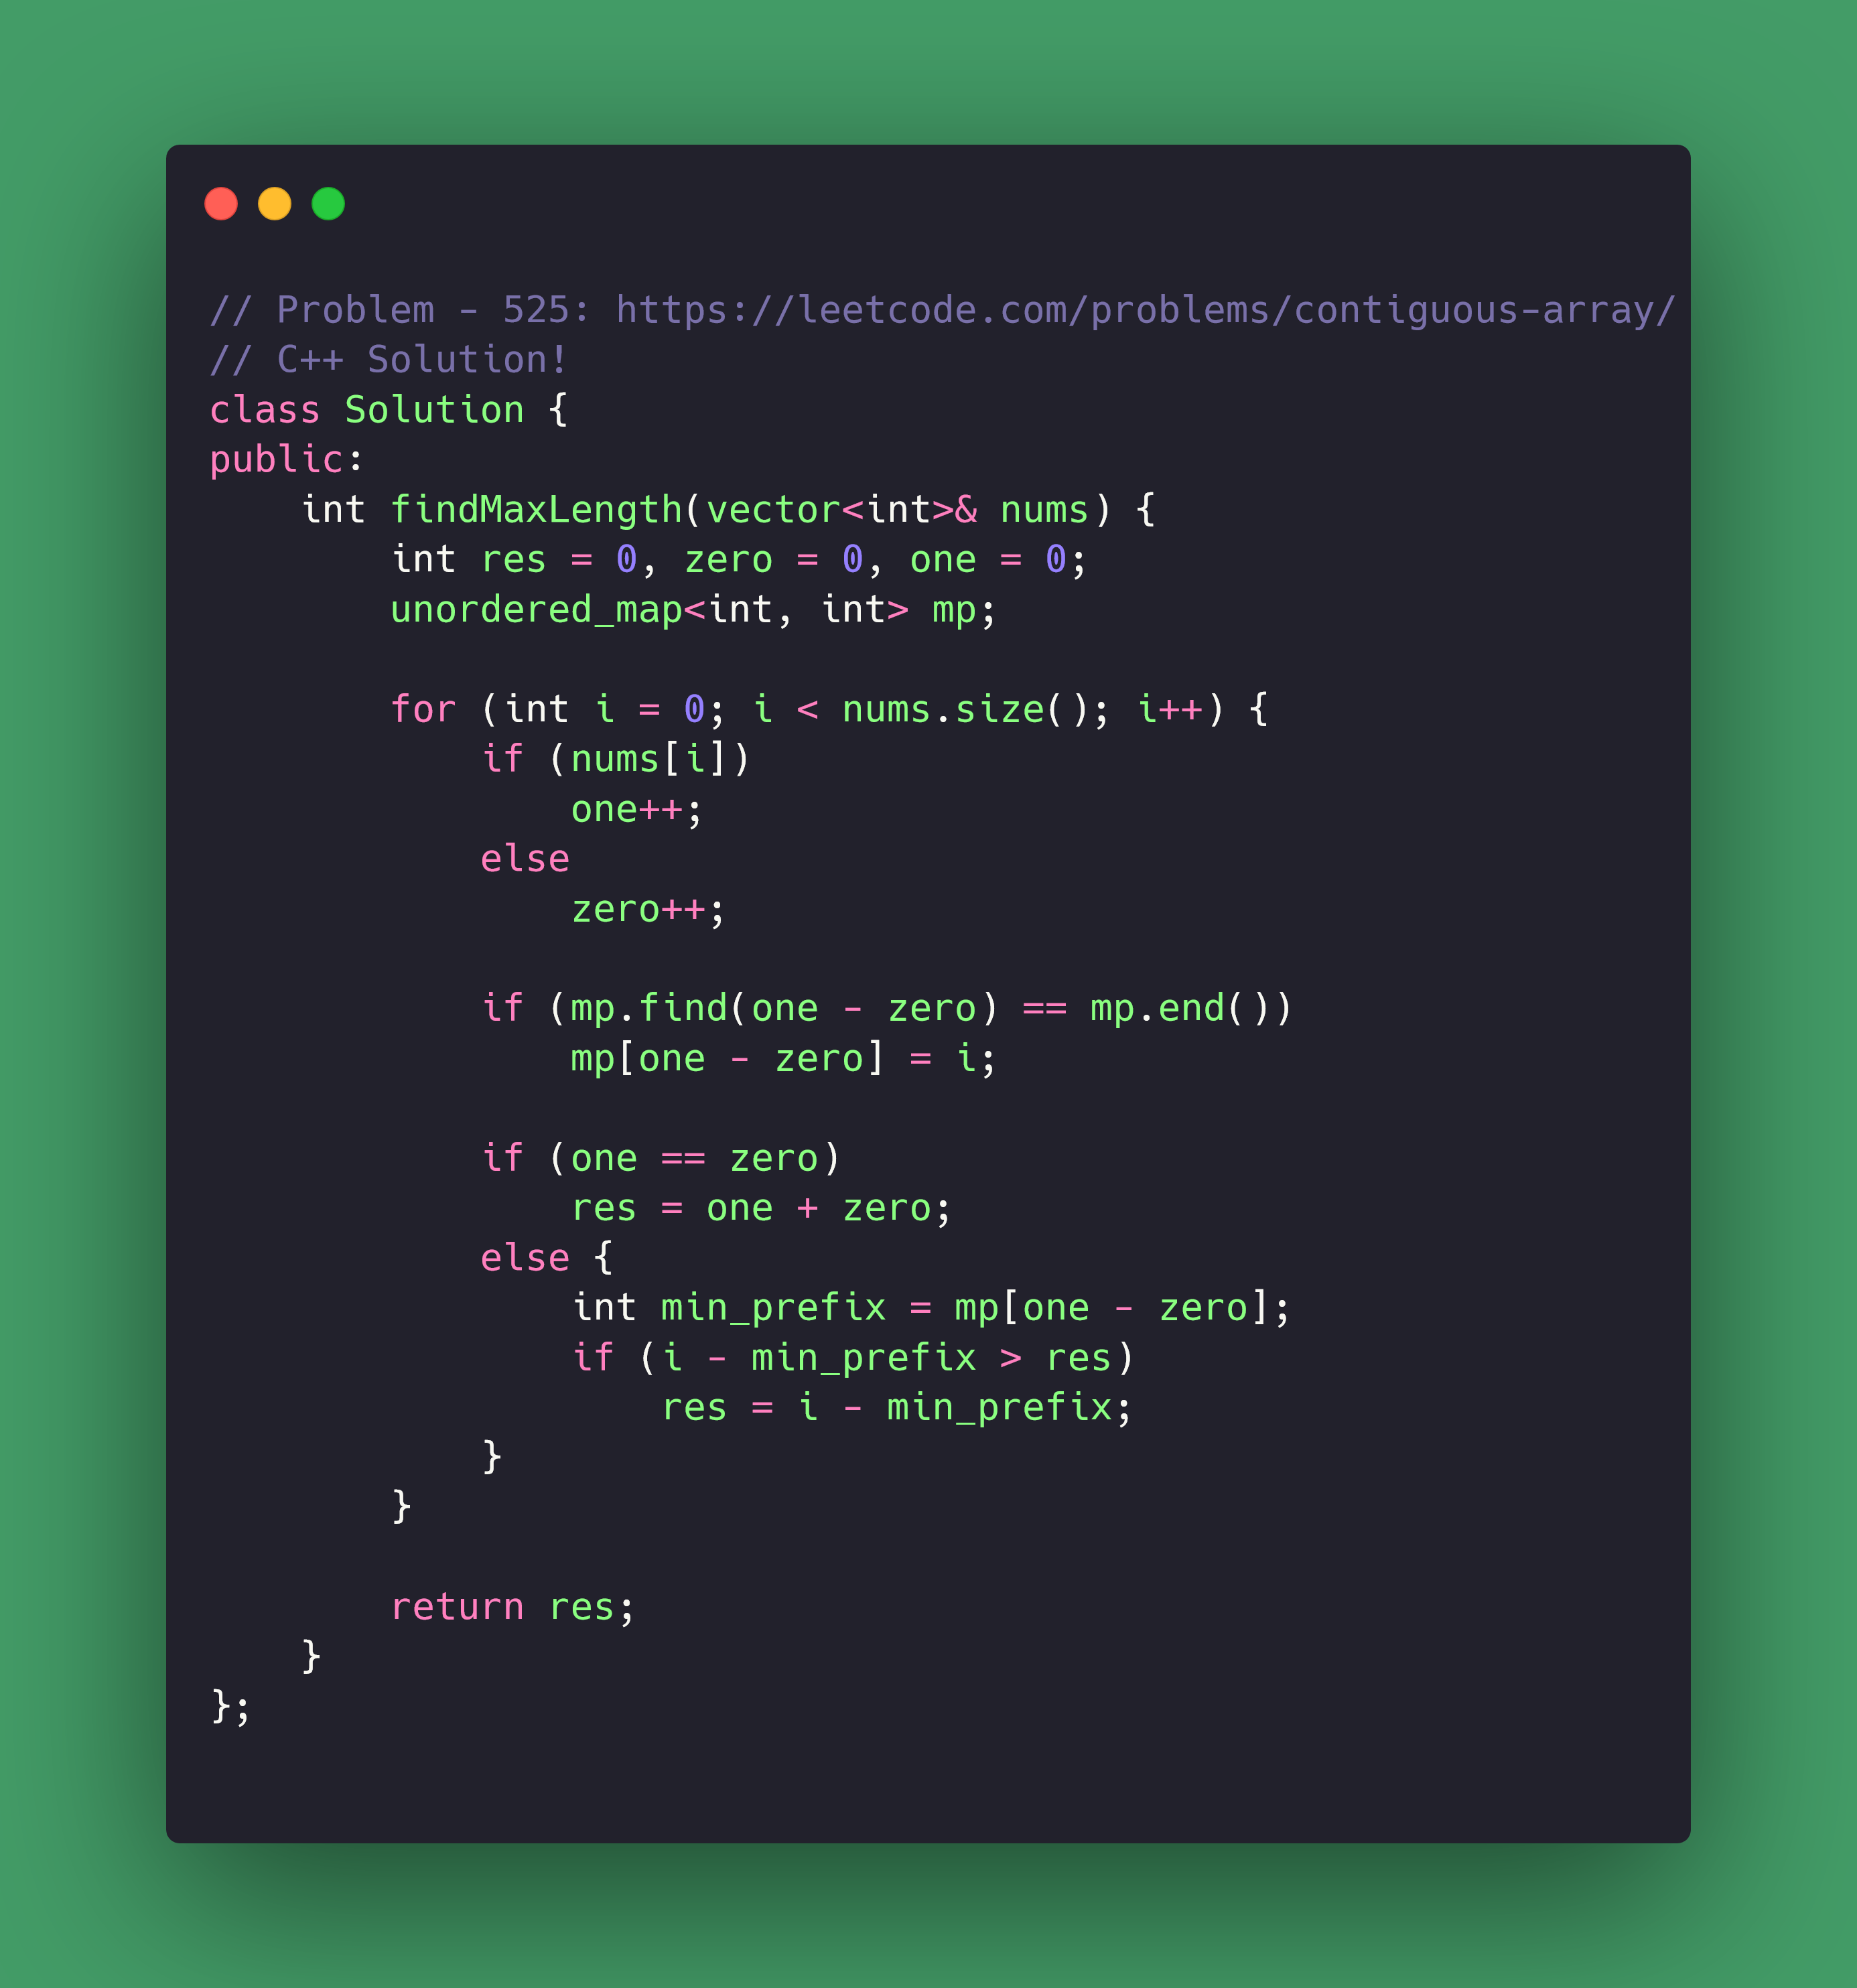 // Problem - 525: https://leetcode.com/problems/contiguous-array/
// C++ Solution!
class Solution {
public:
    int findMaxLength(vector<int>& nums) {
        int res = 0, zero = 0, one = 0;
        unordered_map<int, int> mp;

        for (int i = 0; i < nums.size(); i++) {
            if (nums[i])
                one++;
            else
                zero++;

            if (mp.find(one - zero) == mp.end())
                mp[one - zero] = i;

            if (one == zero)
                res = one + zero;
            else {
                int min_prefix = mp[one - zero];
                if (i - min_prefix > res)
                    res = i - min_prefix;
            }
        }

        return res;
    }
};